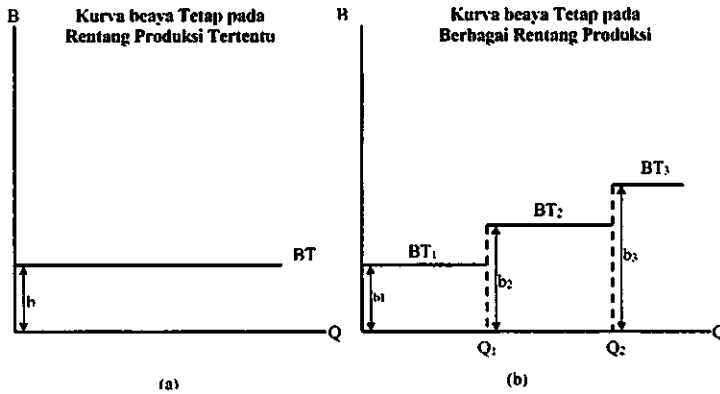 B
Kurva beaya Tetap pada
Rentang Produksi Tertentu
BT
b
Q
(a)
B
Kurva beaya Tetap pada
Berbagai Rentang Produksi
BT3
BT2
BT1
b1
b2
b3
Q1
Q2
Q
(b)